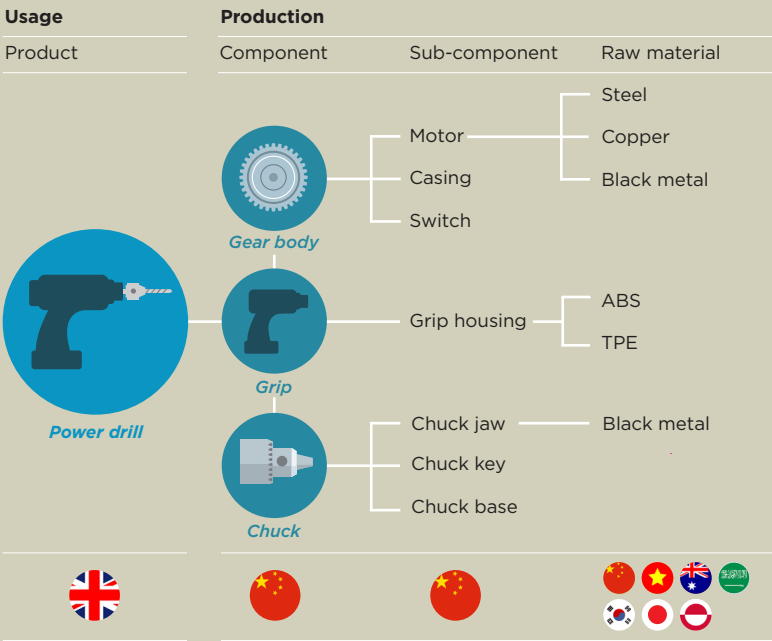 Usage
Production
Product
Component
Sub-component
Raw material
Steel
Motor
Copper
Casing
Black metal
Switch
Gear body
ABS
Grip housing
TPE
Grip
Power drill
Chuck jaw
Black metal
Chuck key
Chuck base
Chuck